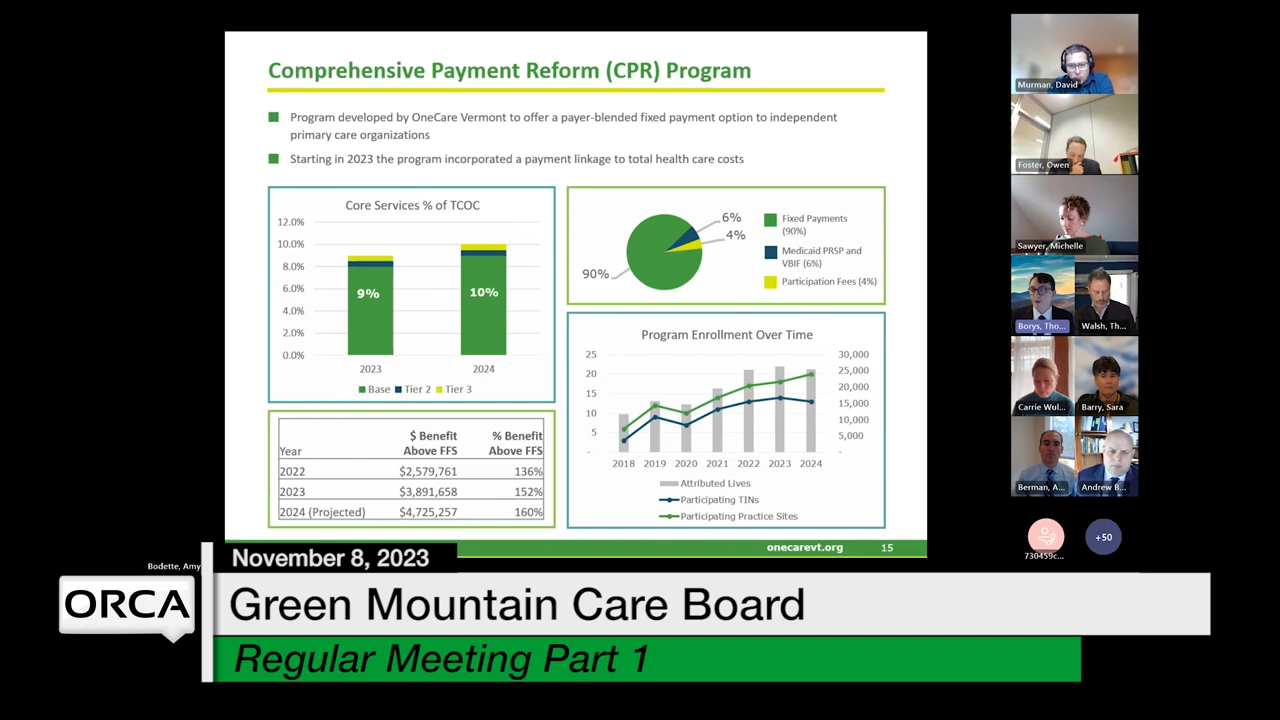 Comprehensive Payment Reform (CPR) Program
Program developed by OneCare Vermont to offer a payer-blended fixed payment option to independent
primary care organizations
Starting in 2023 the program incorporated a payment linkage to total health care costs
Core Services % of TCOC
12.0%
10.0%
8.0%
6.0%
4.0%
2.0%
0.0%
9%
10%
2023
2024
Base
Tier 2
Tier 3
6%
4%
90%
Fixed Payments
(90%)
Medicaid PRSP and
VBIF (6%)
Participation Fees (4%)
Year
$ Benefit
Above FFS
% Benefit
Above FFS
2022 $2,579,761 136%
2023 $3,891,658 152%
2024 (Projected) $4,725,257 160%
Program Enrollment Over Time
25
20
15
10
5
-
30,000
25,000
20,000
15,000
10,000
5,000
-
2018 2019 2020 2021 2022 2023 2024
Attributed Lives
Participating TINs
Participating Practice Sites
onecarevt.org 15
Murman, David
Foster, Owen
Sawyer, Michelle
Borys, Tho...
Walsh, Th...
Carrie Wul...
Barry, Sara
Berman, A...
Andrew B...
730459c...
+50
Bodette, Amy
November 8, 2023
ORCA
Green Mountain Care Board
Regular Meeting Part 1